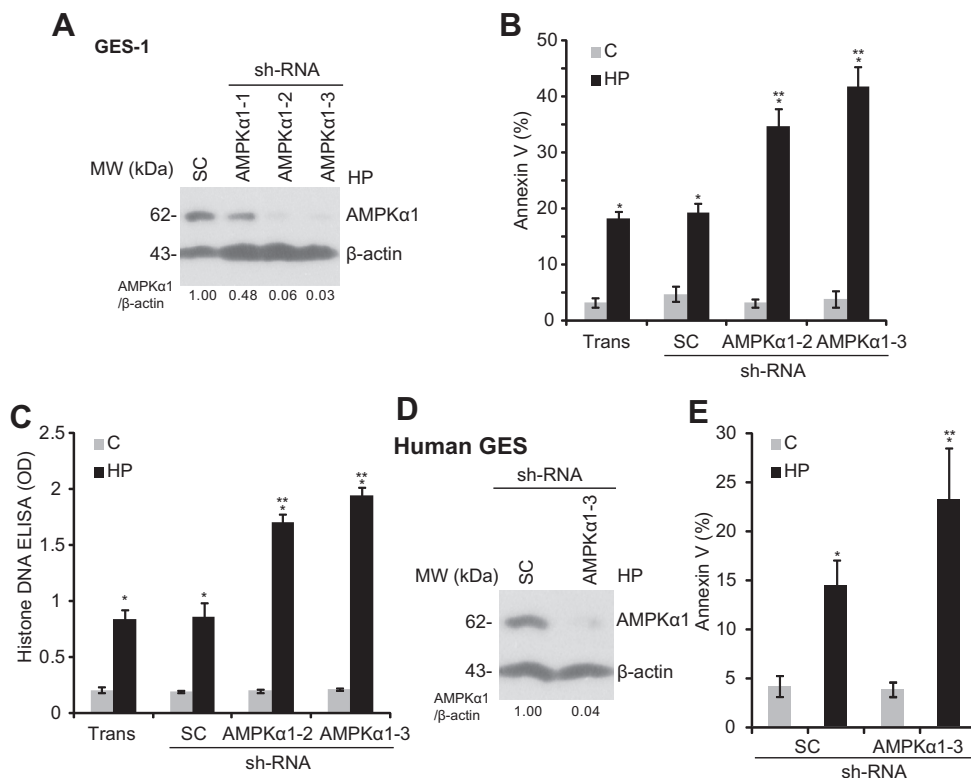 A
GES-1
sh-RNA
MW (kDa)
SC
AMPKα1-1
AMPKα1-2
AMPKα1-3
HP
62-
AMPKα1
43-
β-actin
AMPKα1
/β-actin
1.00 0.48 0.06 0.03
B
C
HP
Annexin V (%)
50
40
30
20
10
0
Trans SC AMPKα1-2 AMPKα1-3
sh-RNA
*
*
**
*
**
*
C
C
HP
Histone DNA ELISA (OD)
2.5
2
1.5
1
0.5
0
Trans SC AMPKα1-2 AMPKα1-3
sh-RNA
*
*
**
*
**
*
D
Human GES
sh-RNA
MW (kDa)
SC
AMPKα1-3
HP
62-
AMPKα1
43-
β-actin
AMPKα1
/β-actin
1.00 0.04
E
C
HP
Annexin V (%)
30
25
20
15
10
5
0
SC AMPKα1-3
sh-RNA
*
**
*